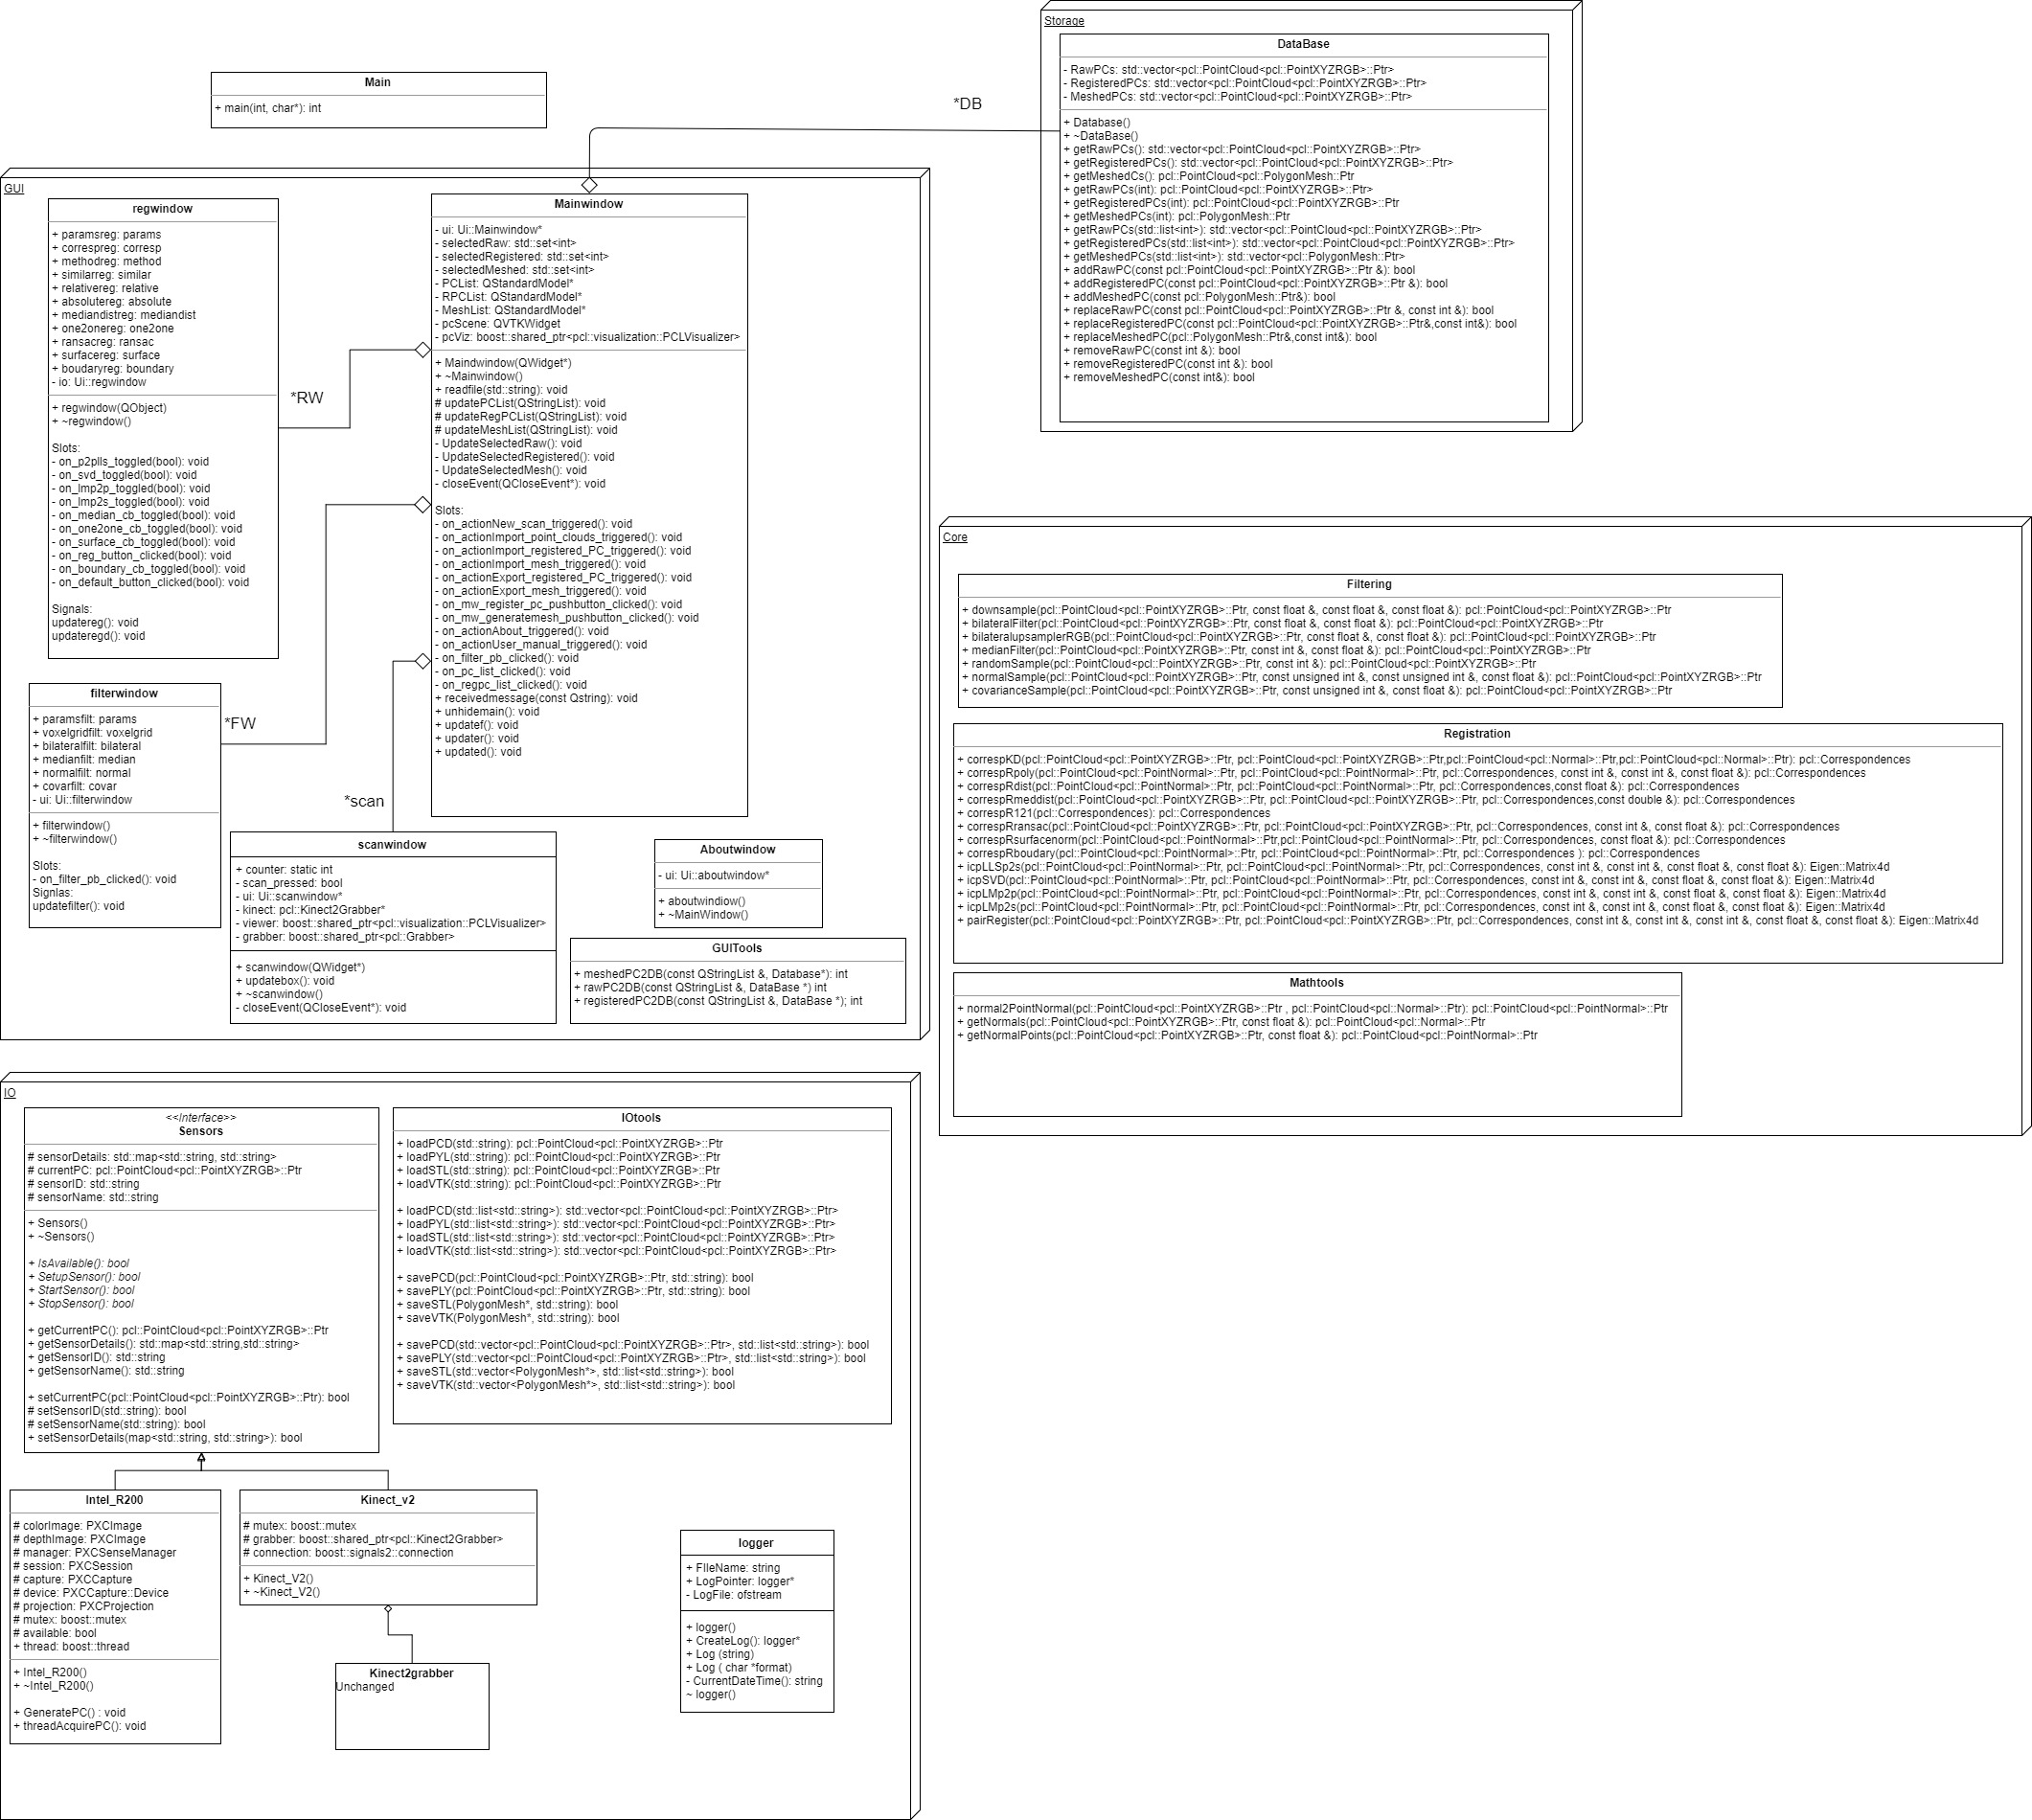 Storage
DataBase
- RawPCs: std::vector<pcl::PointCloud<pcl::PointXYZRGB>::Ptr>
- RegisteredPCs: std::vector<pcl::PointCloud<pcl::PointXYZRGB>::Ptr>
- MeshedPCs: std::vector<pcl::PointCloud<pcl::PointXYZRGB>::Ptr>
+ Database()
+ ~DataBase()
+ getRawPCs(): std::vector<pcl::PointCloud<pcl::PointXYZRGB>::Ptr>
+ getRegisteredPCs(): std::vector<pcl::PointCloud<pcl::PointXYZRGB>::Ptr>
+ getMeshedCs(): pcl::PointCloud<pcl::PolygonMesh::Ptr
+ getRawPCs(int): pcl::PointCloud<pcl::PointXYZRGB>::Ptr>
+ getRegisteredPCs(int): pcl::PointCloud<pcl::PointXYZRGB>::Ptr
+ getMeshedPCs(int): pcl::PolygonMesh::Ptr
+ getRawPCs(std::list<int>): std::vector<pcl::PointCloud<pcl::PointXYZRGB>::Ptr>
+ getRegisteredPCs(std::list<int>): std::vector<pcl::PointCloud<pcl::PointXYZRGB>::Ptr>
+ getMeshedPCs(std::list<int>): std::vector<pcl::PolygonMesh::Ptr>
+ addRawPC(const pcl::PointCloud<pcl::PointXYZRGB>::Ptr &): bool
+ addRegisteredPC(const pcl::PointCloud<pcl::PointXYZRGB>::Ptr &): bool
+ addMeshedPC(const pcl::PolygonMesh::Ptr&): bool
+ replaceRawPC(const pcl::PointCloud<pcl::PointXYZRGB>::Ptr &, const int &): bool
+ replaceRegisteredPC(const pcl::PointCloud<pcl::PointXYZRGB>::Ptr&,const int&): bool
+ replaceMeshedPC(pcl::PolygonMesh::Ptr&,const int&): bool
+ removeRawPC(const int &): bool
+ removeRegisteredPC(const int &): bool
+ removeMeshedPC(const int&): bool
Main
+ main(int, char*): int
*DB
GUI
regwindow
+ paramsreg: params
+ correspreg: corresp
+ methodreg: method
+ similarreg: similar
+ relativereg: relative
+ absolutereg: absolute
+ mediandistreg: mediandist
+ one2onereg: one2one
+ ransacreg: ransac
+ surfacereg: surface
+ boudaryreg: boundary
- io: Ui::regwindow
+ regwindow(QObject)
+ ~regwindow()
Slots:
- on_p2plls_toggled(bool): void
- on_svd_toggled(bool): void
- on_lmp2p_toggled(bool): void
- on_lmp2s_toggled(bool): void
- on_median_cb_toggled(bool): void
- on_one2one_cb_toggled(bool): void
- on_surface_cb_toggled(bool): void
- on_reg_button_clicked(bool): void
- on_boundary_cb_toggled(bool): void
- on_default_button_clicked(bool): void
Signals:
updatereg(): void
updateregd(): void
*RW
Mainwindow
- ui: Ui::Mainwindow*
- selectedRaw: std::set<int>
- selectedRegistered: std::set<int>
- selectedMeshed: std::set<int>
- PCList: QStandardModel*
- RPCList: QStandardModel*
- MeshList: QStandardModel*
- pcScene: QVTKWidget
- pcViz: boost::shared_ptr<pcl::visualization::PCLVisualizer>
+ Maindwindow(QWidget*)
+ ~Mainwindow()
+ readfile(std::string): void
# updatePCList(QStringList): void
# updateRegPCList(QStringList): void
# updateMeshList(QStringList): void
- UpdateSelectedRaw(): void
- UpdateSelectedRegistered(): void
- UpdateSelectedMesh(): void
- closeEvent(QCloseEvent*): void
Slots:
- on_actionNew_scan_triggered(): void
- on_actionImport_point_clouds_triggered(): void
- on_actionImport_registered_PC_triggered(): void
- on_actionImport_mesh_triggered(): void
- on_actionExport_registered_PC_triggered(): void
- on_actionExport_mesh_triggered(): void
- on_mw_register_pc_pushbutton_clicked(): void
- on_mw_generatemesh_pushbutton_clicked(): void
- on_actionAbout_triggered(): void
- on_actionUser_manual_triggered(): void
- on_filter_pb_clicked(): void
- on_pc_list_clicked(): void
- on_regpc_list_clicked(): void
+ receivedmessage(const Qstring): void
+ unhidemain(): void
+ updatef(): void
+ updater(): void
+ updated(): void
filterwindow
+ paramsfilt: params
+ voxelgridfilt: voxelgrid
+ bilateralfilt: bilateral
+ medianfilt: median
+ normalfilt: normal
+ covarfilt: covar
- ui: Ui::filterwindow
+ filterwindow()
+ ~filterwindow()
Slots:
- on_filter_pb_clicked(): void
Signlas:
updatefilter(): void
*FW
*scan
scanwindow
+ counter: static int
- scan_pressed: bool
- ui: Ui::scanwindow*
- kinect: pcl::Kinect2Grabber*
- viewer: boost::shared_ptr<pcl::visualization::PCLVisualizer>
- grabber: boost::shared_ptr<pcl::Grabber>
+ scanwindow(QWidget*)
+ updatebox(): void
+ ~scanwindow()
- closeEvent(QCloseEvent*): void
Aboutwindow
- ui: Ui::aboutwindow*
+ aboutwindiow()
+ ~MainWindow()
GUITools
+ meshedPC2DB(const QStringList &, Database*): int
+ rawPC2DB(const QStringList &, DataBase *) int
+ registeredPC2DB(const QStringList &, DataBase *); int
Core
Filtering
+ downsample(pcl::PointCloud<pcl::PointXYZRGB>::Ptr, const float &, const float &, const float &): pcl::PointCloud<pcl::PointXYZRGB>::Ptr
+ bilateralFilter(pcl::PointCloud<pcl::PointXYZRGB>::Ptr, const float &, const float &): pcl::PointCloud<pcl::PointXYZRGB>::Ptr
+ bilateralupsamplerRGB(pcl::PointCloud<pcl::PointXYZRGB>::Ptr, const float &, const float &): pcl::PointCloud<pcl::PointXYZRGB>::Ptr
+ medianFilter(pcl::PointCloud<pcl::PointXYZRGB>::Ptr, const int &, const float &): pcl::PointCloud<pcl::PointXYZRGB>::Ptr
+ randomSample(pcl::PointCloud<pcl::PointXYZRGB>::Ptr, const int &): pcl::PointCloud<pcl::PointXYZRGB>::Ptr
+ normalSample(pcl::PointCloud<pcl::PointXYZRGB>::Ptr, const unsigned int &, const unsigned int &, const float &): pcl::PointCloud<pcl::PointXYZRGB>::Ptr
+ covarianceSample(pcl::PointCloud<pcl::PointXYZRGB>::Ptr, const unsigned int &, const float &): pcl::PointCloud<pcl::PointXYZRGB>::Ptr
Registration
+ correspKD(pcl::PointCloud<pcl::PointXYZRGB>::Ptr, pcl::PointCloud<pcl::PointXYZRGB>::Ptr,pcl::PointCloud<pcl::Normal>::Ptr,pcl::PointCloud<pcl::Normal>::Ptr): pcl::Correspondences
+ correspRpoly(pcl::PointCloud<pcl::PointNormal>::Ptr, pcl::PointCloud<pcl::PointNormal>::Ptr, pcl::Correspondences, const int &, const int &, const float &): pcl::Correspondences
+ correspRdist(pcl::PointCloud<pcl::PointNormal>::Ptr, pcl::PointCloud<pcl::PointNormal>::Ptr, pcl::Correspondences,const float &): pcl::Correspondences
+ correspRmeddist(pcl::PointCloud<pcl::PointXYZRGB>::Ptr, pcl::PointCloud<pcl::PointXYZRGB>::Ptr, pcl::Correspondences,const double &): pcl::Correspondences
+ correspR121(pcl::Correspondences): pcl::Correspondences
+ correspRransac(pcl::PointCloud<pcl::PointXYZRGB>::Ptr, pcl::PointCloud<pcl::PointXYZRGB>::Ptr, pcl::Correspondences, const int &, const float &): pcl::Correspondences
+ correspRsurfacenorm(pcl::PointCloud<pcl::PointNormal>::Ptr,pcl::PointCloud<pcl::PointNormal>::Ptr, pcl::Correspondences, const float &): pcl::Correspondences
+ correspRboudary(pcl::PointCloud<pcl::PointNormal>::Ptr, pcl::PointCloud<pcl::PointNormal>::Ptr, pcl::Correspondences ): pcl::Correspondences
+ icpLLSp2s(pcl::PointCloud<pcl::PointNormal>::Ptr, pcl::PointCloud<pcl::PointNormal>::Ptr, pcl::Correspondences, const int &, const int &, const float &, const float &): Eigen::Matrix4d
+ icpSVD(pcl::PointCloud<pcl::PointNormal>::Ptr, pcl::PointCloud<pcl::PointNormal>::Ptr, pcl::Correspondences, const int &, const int &, const float &, const float &): Eigen::Matrix4d
+ icpLMp2p(pcl::PointCloud<pcl::PointNormal>::Ptr, pcl::PointCloud<pcl::PointNormal>::Ptr, pcl::Correspondences, const int &, const int &, const float &, const float &): Eigen::Matrix4d
+ icpLMp2s(pcl::PointCloud<pcl::PointNormal>::Ptr, pcl::PointCloud<pcl::PointNormal>::Ptr, pcl::Correspondences, const int &, const int &, const float &, const float &): Eigen::Matrix4d
+ pairRegister(pcl::PointCloud<pcl::PointXYZRGB>::Ptr, pcl::PointCloud<pcl::PointXYZRGB>::Ptr, pcl::Correspondences, const int &, const int &, const int &, const float &, const float &): Eigen::Matrix4d
Mathtools
+ normal2PointNormal(pcl::PointCloud<pcl::PointXYZRGB>::Ptr , pcl::PointCloud<pcl::Normal>::Ptr): pcl::PointCloud<pcl::PointNormal>::Ptr
+ getNormals(pcl::PointCloud<pcl::PointXYZRGB>::Ptr, const float &): pcl::PointCloud<pcl::Normal>::Ptr
+ getNormalPoints(pcl::PointCloud<pcl::PointXYZRGB>::Ptr, const float &): pcl::PointCloud<pcl::PointNormal>::Ptr
IO
<<Interface>>
Sensors
# sensorDetails: std::map<std::string, std::string>
# currentPC: pcl::PointCloud<pcl::PointXYZRGB>::Ptr
# sensorID: std::string
# sensorName: std::string
+ Sensors()
+ ~Sensors()
+ IsAvailable(): bool
+ SetupSensor(): bool
+ StartSensor(): bool
+ StopSensor(): bool
+ getCurrentPC(): pcl::PointCloud<pcl::PointXYZRGB>::Ptr
+ getSensorDetails(): std::map<std::string,std::string>
+ getSensorID(): std::string
+ getSensorName(): std::string
+ setCurrentPC(pcl::PointCloud<pcl::PointXYZRGB>::Ptr): bool
# setSensorID(std::string): bool
# setSensorName(std::string): bool
+ setSensorDetails(map<std::string, std::string>): bool
IOtools
+ loadPCD(std::string): pcl::PointCloud<pcl::PointXYZRGB>::Ptr
+ loadPYL(std::string): pcl::PointCloud<pcl::PointXYZRGB>::Ptr
+ loadSTL(std::string): pcl::PointCloud<pcl::PointXYZRGB>::Ptr
+ loadVTK(std::string): pcl::PointCloud<pcl::PointXYZRGB>::Ptr
+ loadPCD(std::list<std::string>): std::vector<pcl::PointCloud<pcl::PointXYZRGB>::Ptr>
+ loadPYL(std::list<std::string>): std::vector<pcl::PointCloud<pcl::PointXYZRGB>::Ptr>
+ loadSTL(std::list<std::string>): std::vector<pcl::PointCloud<pcl::PointXYZRGB>::Ptr>
+ loadVTK(std::list<std::string>): std::vector<pcl::PointCloud<pcl::PointXYZRGB>::Ptr>
+ savePCD(pcl::PointCloud<pcl::PointXYZRGB>::Ptr, std::string): bool
+ savePLY(pcl::PointCloud<pcl::PointXYZRGB>::Ptr, std::string): bool
+ saveSTL(PolygonMesh*, std::string): bool
+ saveVTK(PolygonMesh*, std::string): bool
+ savePCD(std::vector<pcl::PointCloud<pcl::PointXYZRGB>::Ptr>, std::list<std::string>): bool
+ savePLY(std::vector<pcl::PointCloud<pcl::PointXYZRGB>::Ptr>, std::list<std::string>): bool
+ saveSTL(std::vector<PolygonMesh*>, std::list<std::string>): bool
+ saveVTK(std::vector<PolygonMesh*>, std::list<std::string>): bool
Intel_R200
# colorImage: PXCImage
# depthImage: PXCImage
# manager: PXCSenseManager
# session: PXCSession
# capture: PXCCapture
# device: PXCCapture::Device
# projection: PXCProjection
# mutex: boost::mutex
# available: bool
+ thread: boost::thread
+ Intel_R200()
+ ~Intel_R200()
+ GeneratePC() : void
+ threadAcquirePC(): void
Kinect_v2
# mutex: boost::mutex
# grabber: boost::shared_ptr<pcl::Kinect2Grabber>
# connection: boost::signals2::connection
+ Kinect_V2()
+ ~Kinect_V2()
Kinect2grabber
Unchanged
logger
+ FIleName: string
+ LogPointer: logger*
- LogFile: ofstream
+ logger()
+ CreateLog(): logger*
+ Log (string)
+ Log ( char *format)
- CurrentDateTime(): string
~ logger()